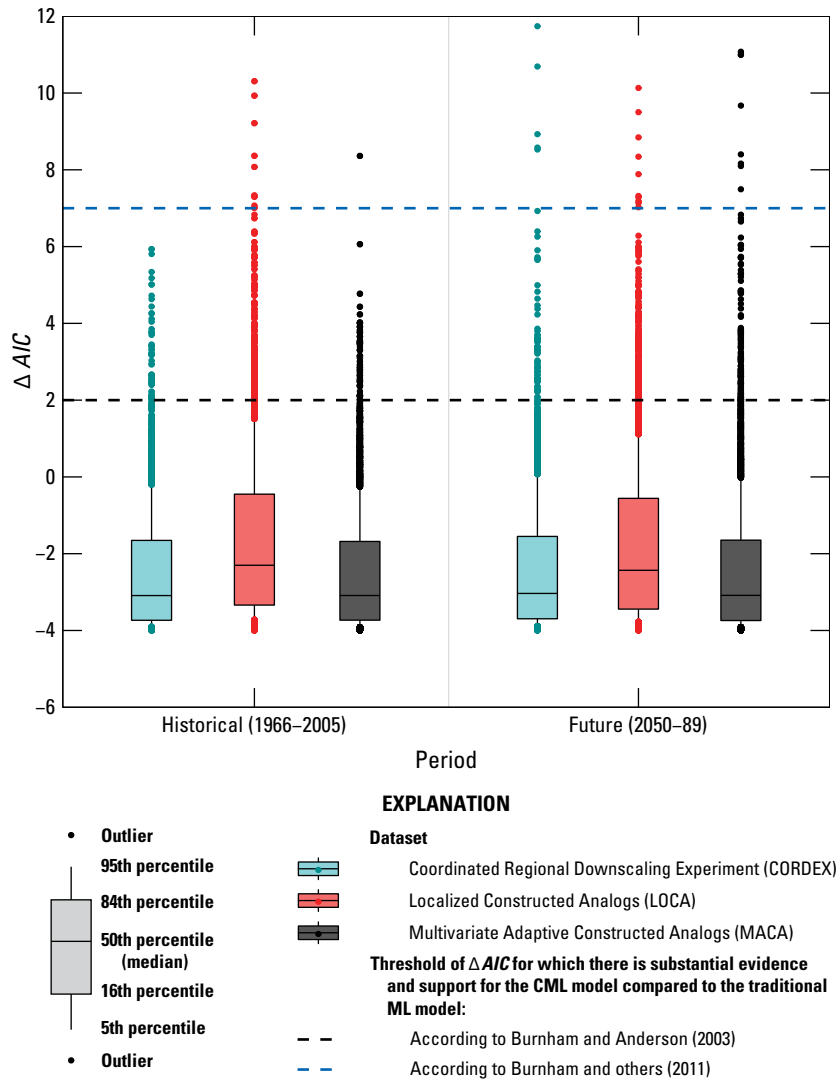 12
10
8
6
4
2
0
–2
–4
–6
Δ AIC
Historical (1966–2005)
Future (2050–89)
Period
EXPLANATION
Outlier
95th percentile
84th percentile
50th percentile
(median)
16th percentile
5th percentile
Outlier
Dataset
Coordinated Regional Downscaling Experiment (CORDEX)
Localized Constructed Analogs (LOCA)
Multivariate Adaptive Constructed Analogs (MACA)
Threshold of Δ AIC for which there is substantial evidence
and support for the CML model compared to the traditional
ML model:
According to Burnham and Anderson (2003)
According to Burnham and others (2011)